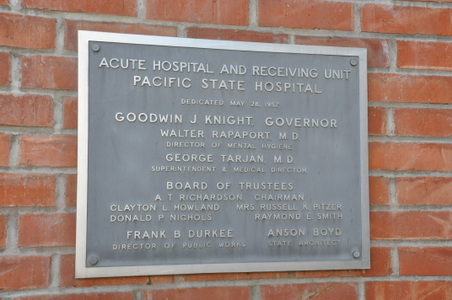 ACUTE HOSPITAL AND RECEIVING UNIT
PACIFIC STATE HOSPITAL
DEDICATED MAY 28, 1957
GOODWIN J. KNIGHT, GOVERNOR
WALTER RAPAPORT, M.D.
DIRECTOR OF MENTAL HYGIENE
GEORGE TARJAN, M.D.
SUPERINTENDENT & MEDICAL DIRECTOR
BOARD OF TRUSTEES
A. T. RICHARDSON CHAIRMAN
CLAYTON L. HOWLAND MRS. RUSSELL K. PITZER
DONALD P. NICHOLS RAYMOND E. SMITH
FRANK B. DURKEE ANSON BOYD
DIRECTOR OF PUBLIC WORKS STATE ARCHITECT